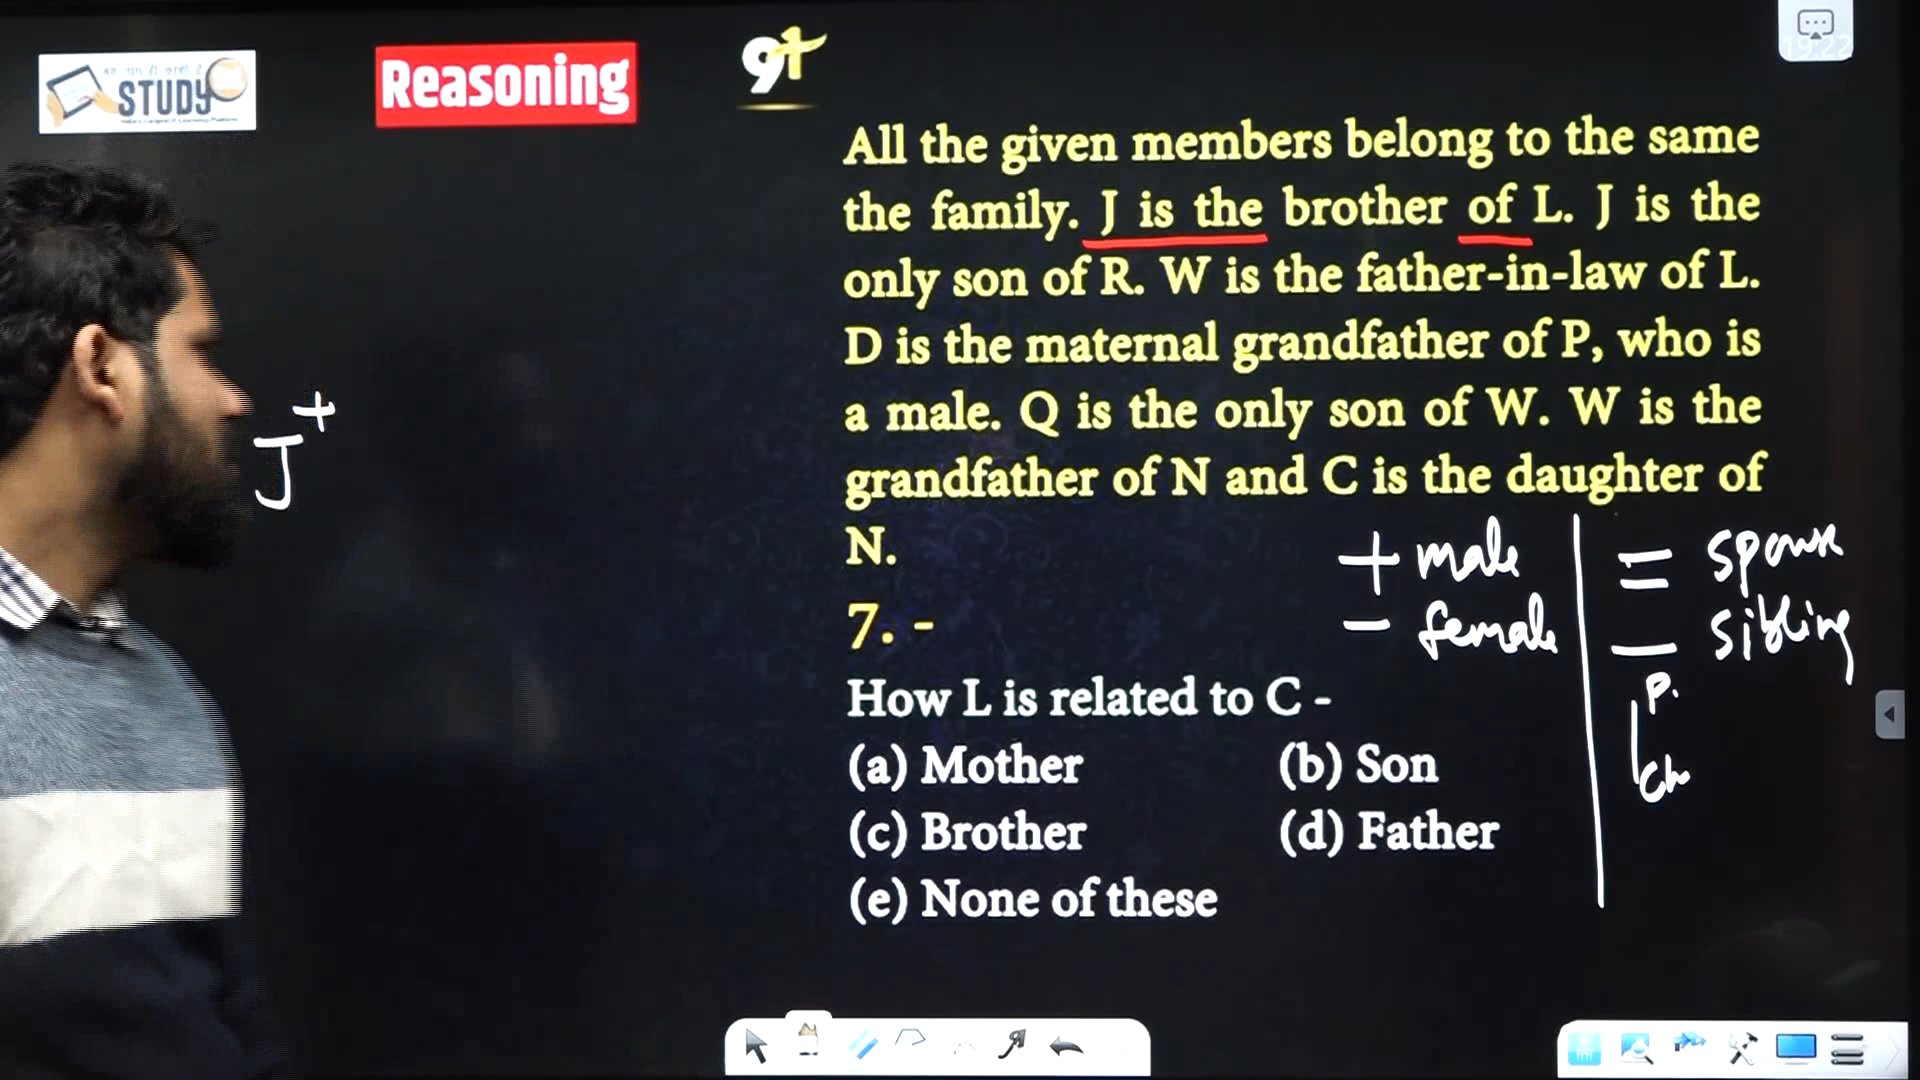 STUDY
Reasoning
19:22
All the given members belong to the same
the family. J is the brother of L. J is the
only son of R. W is the father-in-law of L.
D is the maternal grandfather of P, who is
a male. Q is the only son of W. W is the
grandfather of N and C is the daughter of
N.
J+
+ male
- female
= spouse
— sibling
P.
Ch
7. -
How L is related to C -
(a) Mother (b) Son
(c) Brother (d) Father
(e) None of these